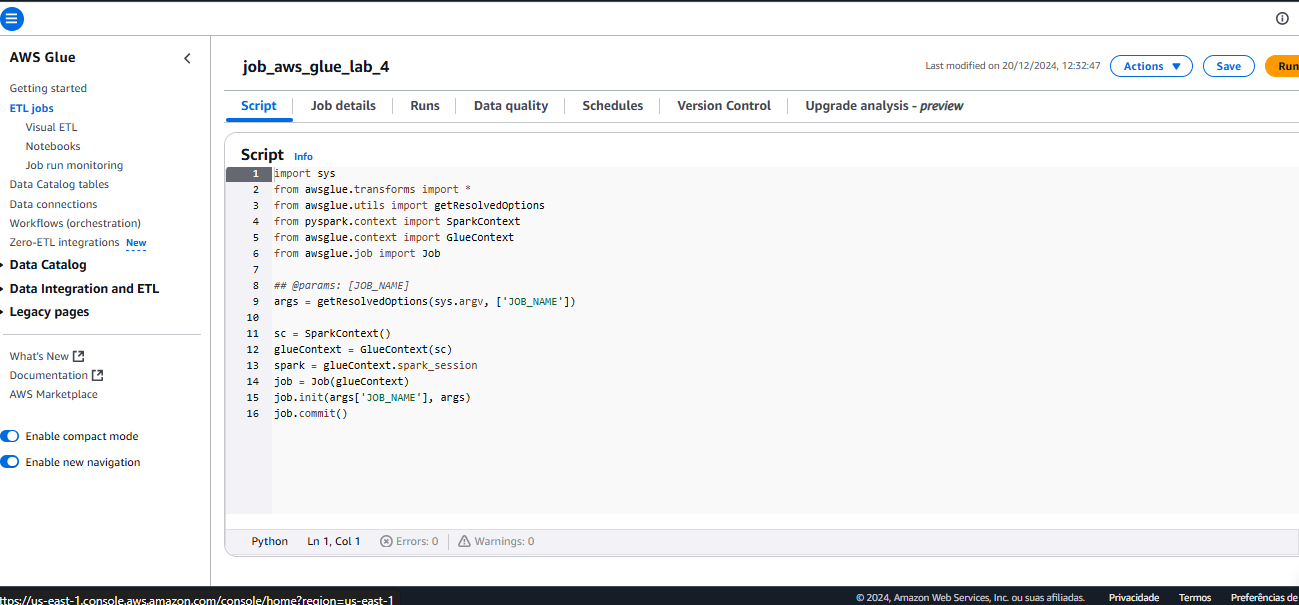 AWS Glue
Getting started
ETL jobs
Visual ETL
Notebooks
Job run monitoring
Data Catalog tables
Data connections
Workflows (orchestration)
Zero-ETL integrations New
Data Catalog
Data Integration and ETL
Legacy pages
What's New
Documentation
AWS Marketplace
Enable compact mode
Enable new navigation
job_aws_glue_lab_4
Last modified on 20/12/2024, 12:32:47
Actions
Save
Run
Script
Job details
Runs
Data quality
Schedules
Version Control
Upgrade analysis - preview
Script Info
1 import sys
2 from awsglue.transforms import *
3 from awsglue.utils import getResolvedOptions
4 from pyspark.context import SparkContext
5 from awsglue.context import GlueContext
6 from awsglue.job import Job
7
8 ## @params: [JOB_NAME]
9 args = getResolvedOptions(sys.argv, ['JOB_NAME'])
10
11 sc = SparkContext()
12 glueContext = GlueContext(sc)
13 spark = glueContext.spark_session
14 job = Job(glueContext)
15 job.init(args['JOB_NAME'], args)
16 job.commit()
Python Ln 1, Col 1 Errors: 0 Warnings: 0
ttps://us-east-1.console.aws.amazon.com/console/home?region=us-east-1
© 2024, Amazon Web Services, Inc. ou suas afiliadas. Privacidade Termos Preferências de